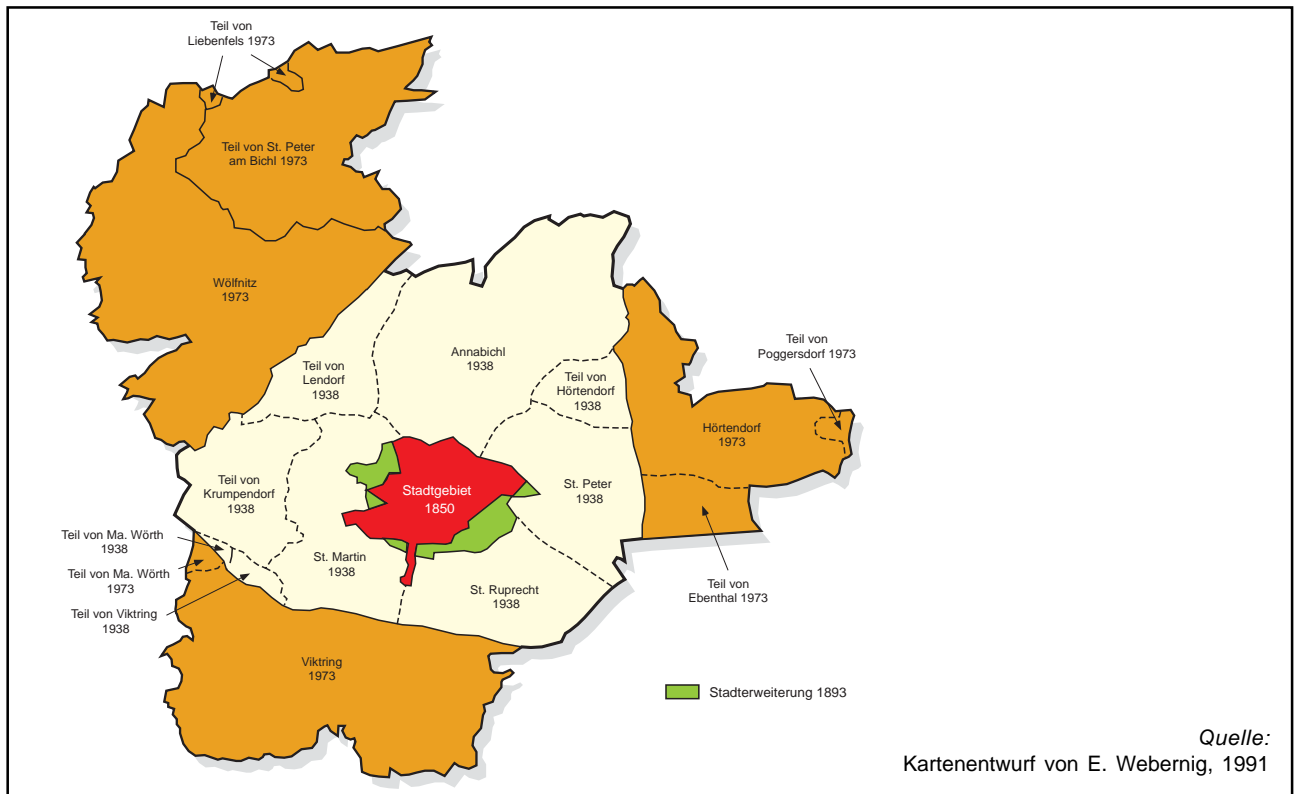 Teil von
Liebenfels 1973
Teil von St. Peter
am Bichl 1973
Wölfnitz
1973
Teil von
Lendorf
1938
Annabichl
1938
Teil von
Hörtendorf
1938
Teil von
Poggersdorf 1973
Hörtendorf
1973
Teil von
Krumpendorf
1938
Stadtgebiet
1850
St. Peter
1938
Teil von Ma. Wörth
1938
Teil von Ma. Wörth
1973
Teil von Viktring
1938
St. Martin
1938
St. Ruprecht
1938
Teil von
Ebenthal 1973
Viktring
1973
Stadterweiterung 1893
Quelle:
Kartenentwurf von E. Webernig, 1991